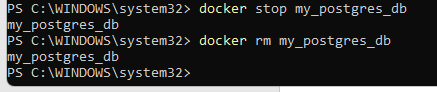 PS C:\WINDOWS\system32> docker stop my_postgres_db
my_postgres_db
PS C:\WINDOWS\system32> docker rm my_postgres_db
my_postgres_db
PS C:\WINDOWS\system32>